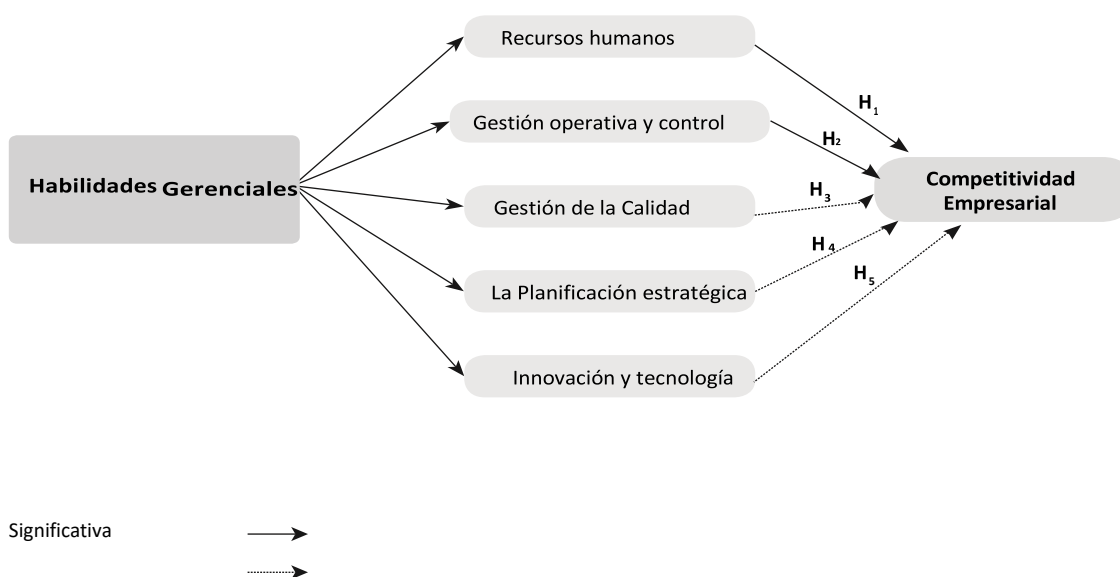 Recursos humanos
H1
Gestión operativa y control
H2
Habilidades Gerenciales
Competitividad
Empresarial
H3
Gestión de la Calidad
H4
H5
La Planificación estratégica
Innovación y tecnología
Significativa